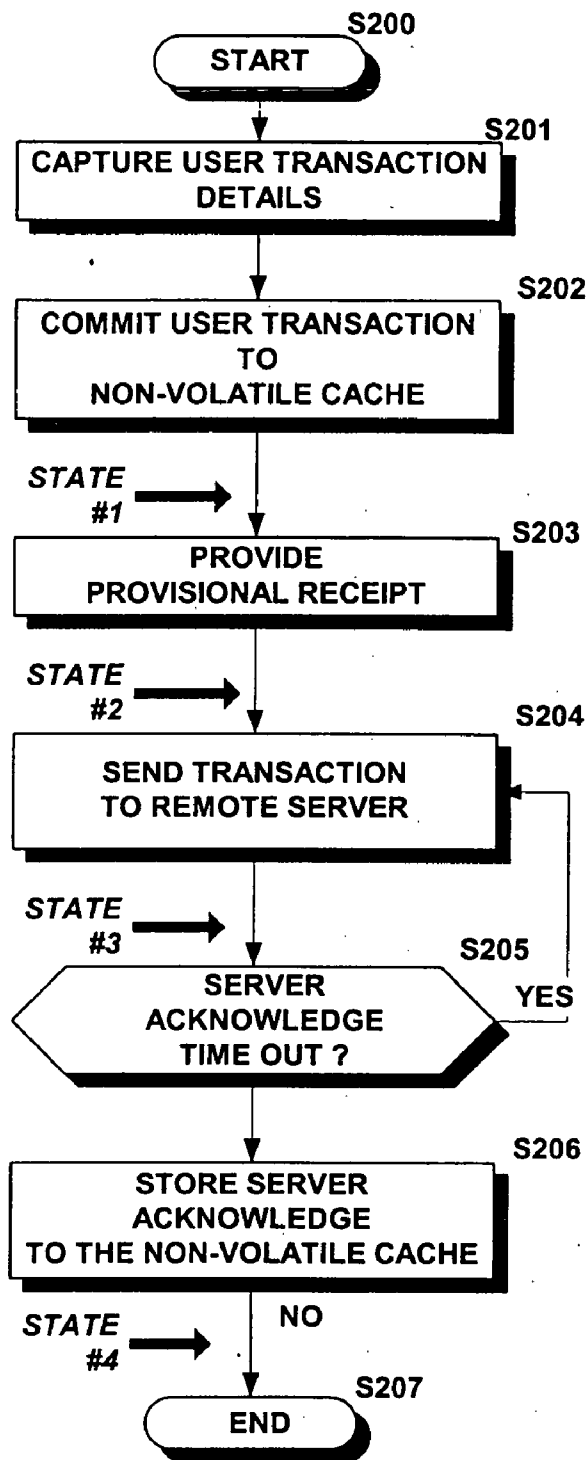 S200
START
S201
CAPTURE USER TRANSACTION
DETAILS
S202
COMMIT USER TRANSACTION
TO
NON-VOLATILE CACHE
STATE
#1
S203
PROVIDE
PROVISIONAL RECEIPT
STATE
#2
S204
SEND TRANSACTION
TO REMOTE SERVER
STATE
#3
S205
SERVER
ACKNOWLEDGE
TIME OUT ?
YES
S206
STORE SERVER
ACKNOWLEDGE
TO THE NON-VOLATILE CACHE
NO
STATE
#4
S207
END